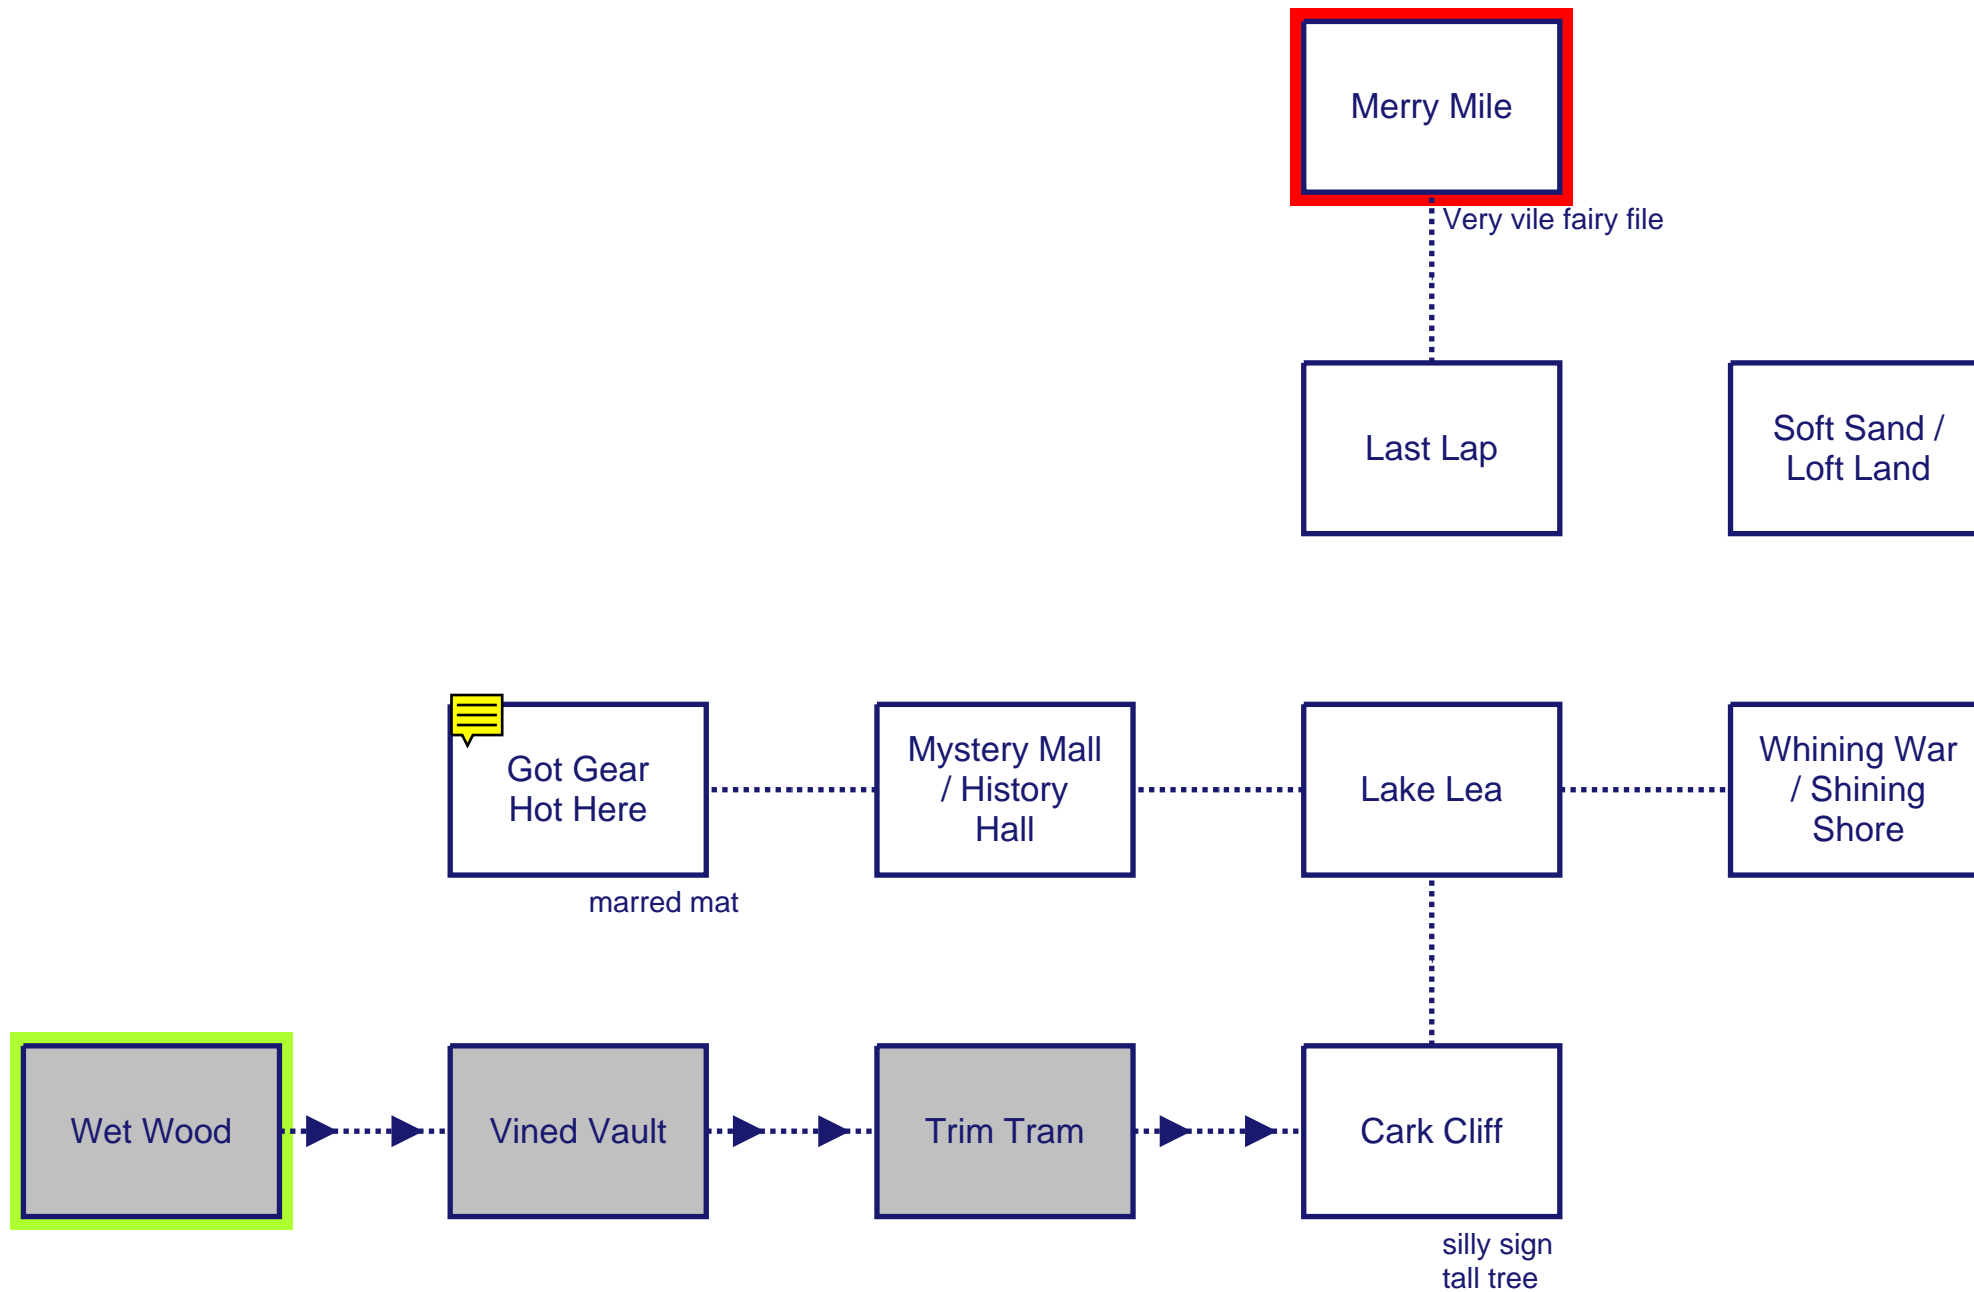 Merry Mile
Very vile fairy file
Last Lap
Soft Sand /
Loft Land
Got Gear
Hot Here
marred mat
Mystery Mall
/ History
Hall
Lake Lea
Whining War
/ Shining
Shore
Wet Wood
Vined Vault
Trim Tram
Cark Cliff
silly sign
tall tree